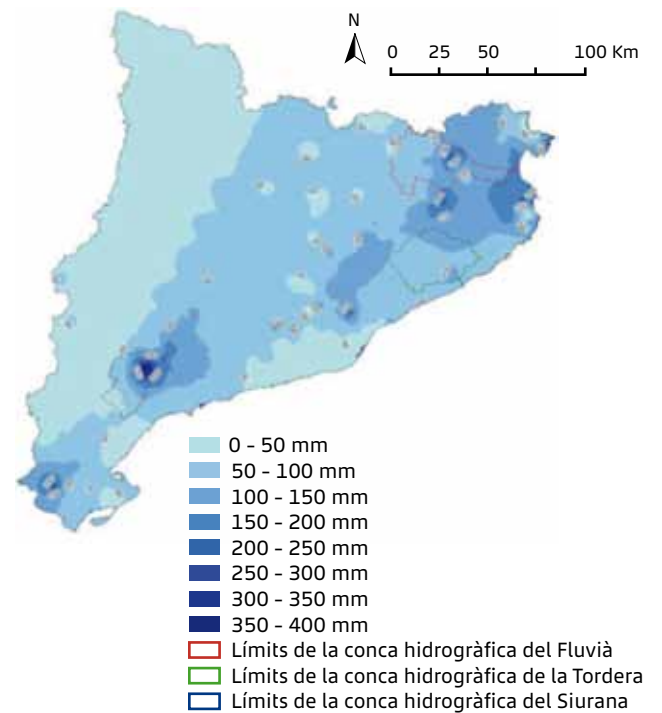 N
0 25 50 100 Km
0 - 50 mm
50 - 100 mm
100 - 150 mm
150 - 200 mm
200 - 250 mm
250 - 300 mm
300 - 350 mm
350 - 400 mm
Límits de la conca hidrogràfica del Fluvià
Límits de la conca hidrogràfica de la Tordera
Límits de la conca hidrogràfica del Siurana